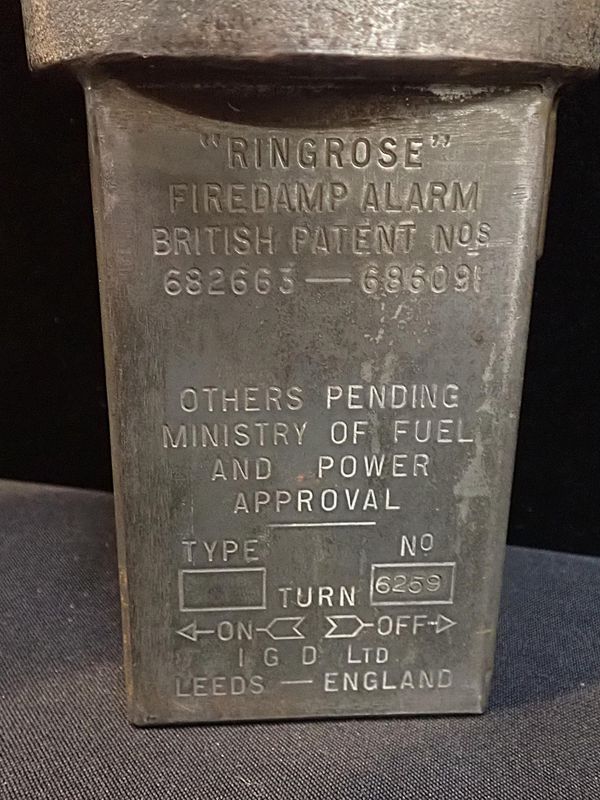 "RINGROSE"
FIREDAMP ALARM
BRITISH PATENT NOS
682663 — 686091
OTHERS PENDING
MINISTRY OF FUEL
AND POWER
APPROVAL
TYPE NO
TURN 6259
ON OFF
I G D LTD
LEEDS — ENGLAND